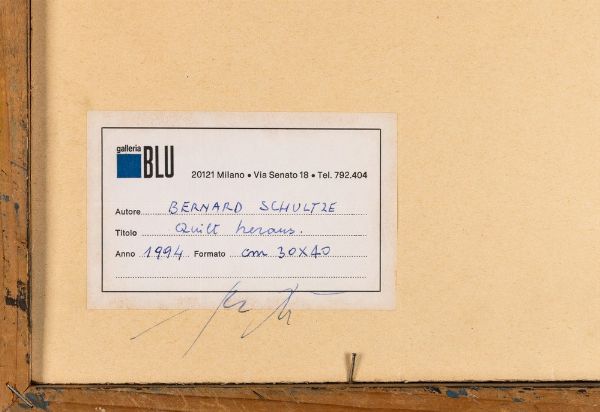 galleria
BLU
20121 Milano • Via Senato 18 • Tel. 792.404
Autore BERNARD SCHULTZE
Titolo Quilt heraus.
Anno 1994 Formato cm 30X40